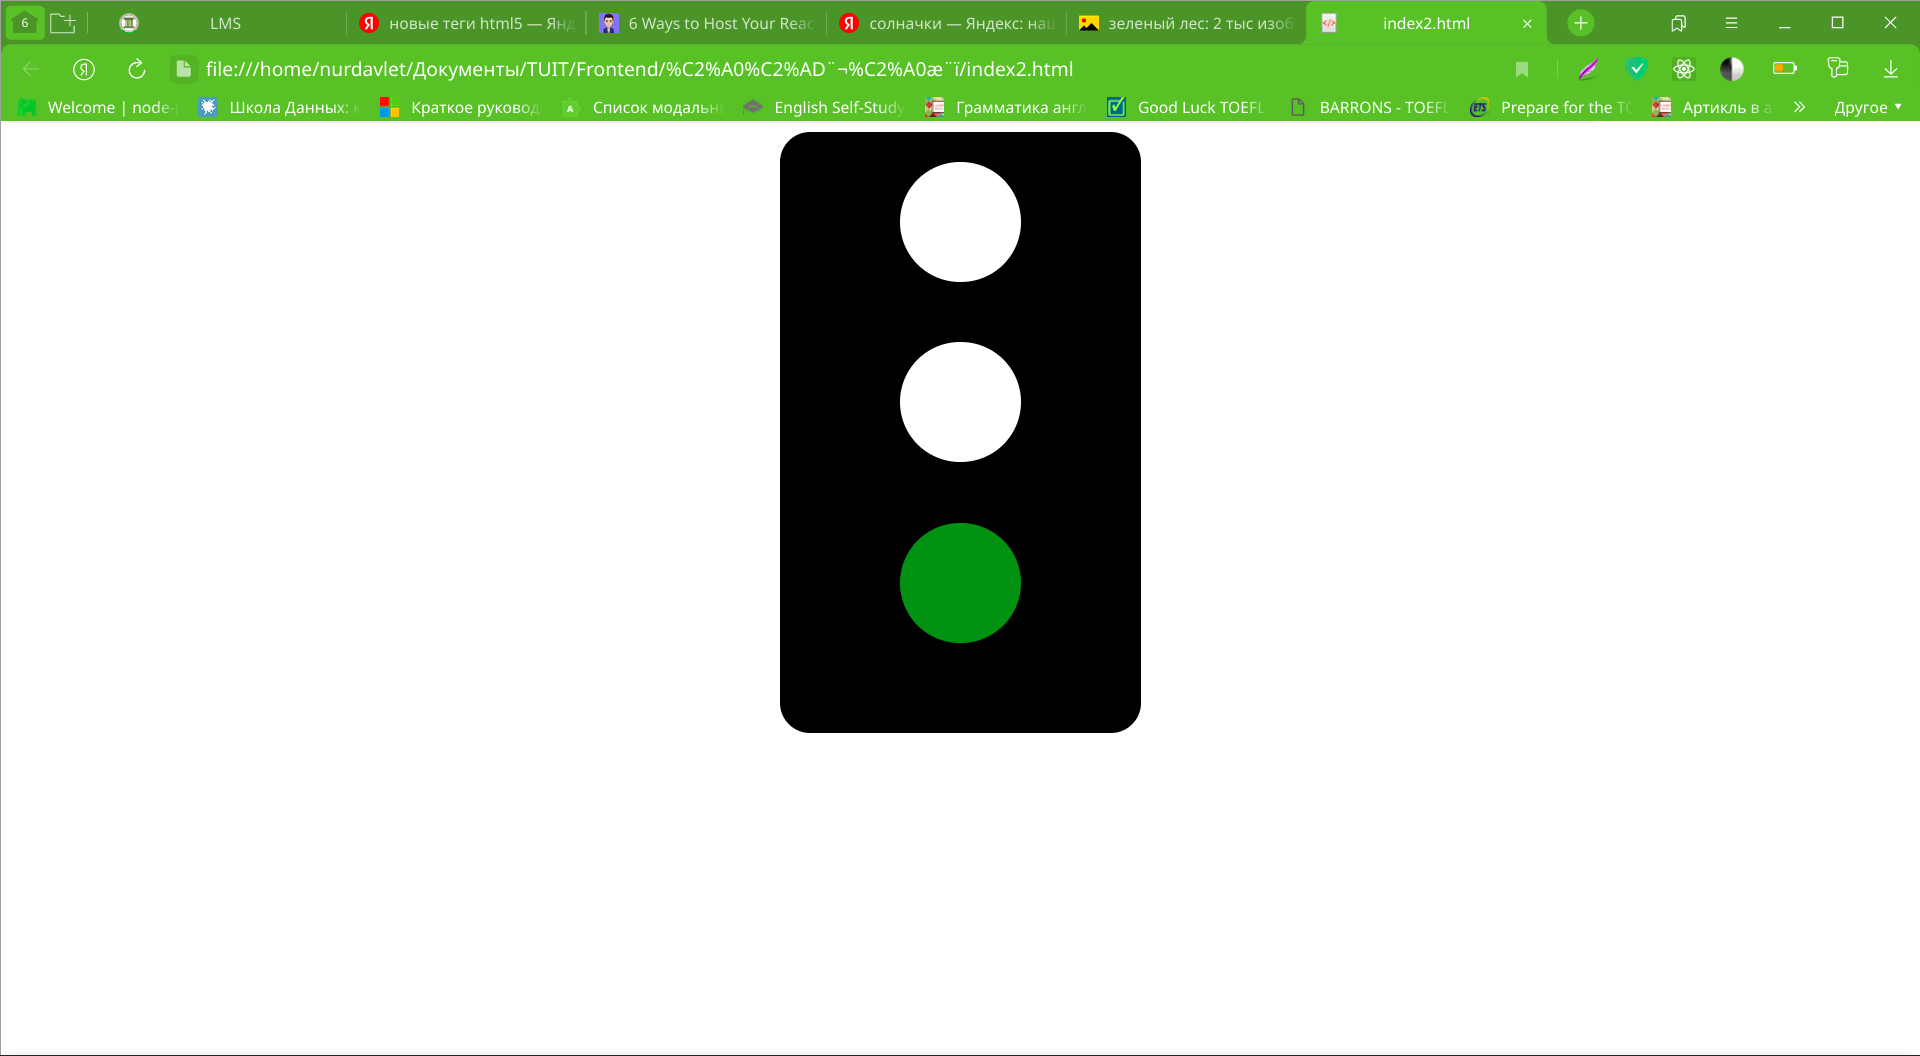 6 LMS новые теги html5 — Янд 6 Ways to Host Your Reac солначки — Яндекс: наш зеленый лес: 2 тыс изоб index2.html
file:///home/nurdavlet/Документы/TUIT/Frontend/%C2%A0%C2%AD¨¬%C2%A0æ¨ï/index2.html
Welcome | node- Школа Данных: к Краткое руковод Список модальн English Self-Study Грамматика англ Good Luck TOEFL BARRONS - TOEFL Prepare for the TO Артикль в а Другое